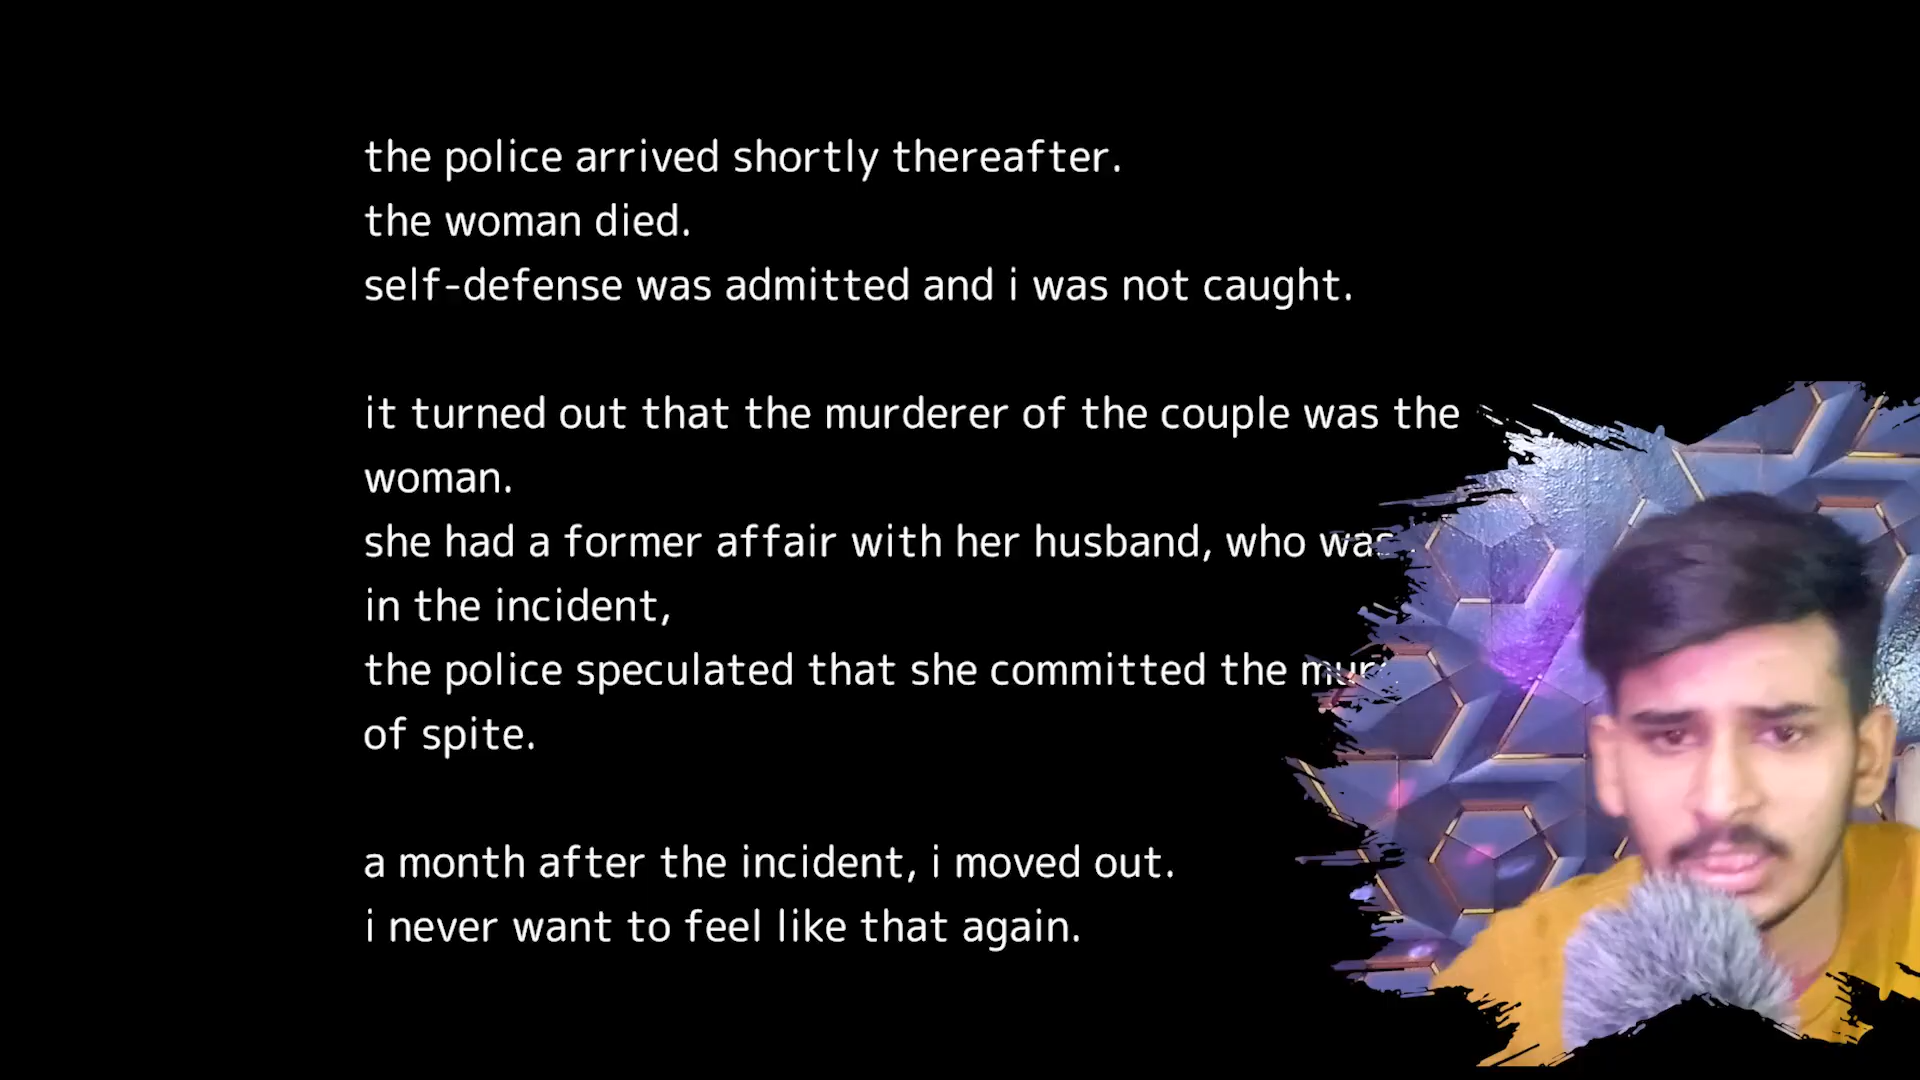 the police arrived shortly thereafter.
the woman died.
self-defense was admitted and i was not caught.
it turned out that the murderer of the couple was the
woman.
she had a former affair with her husband, who was
in the incident,
the police speculated that she committed the
of spite.
a month after the incident, i moved out.
i never want to feel like that again.